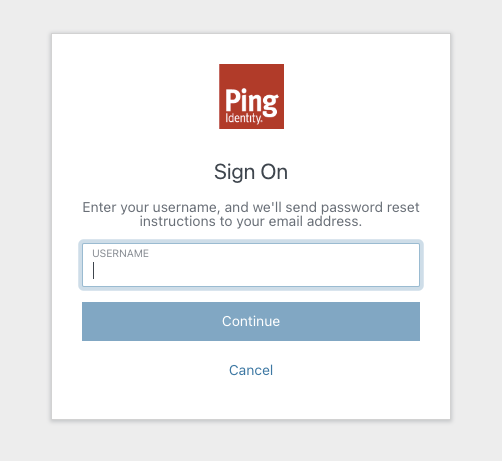 Ping
Identity.
Sign On
Enter your username, and we'll send password reset
instructions to your email address.
USERNAME
Continue
Cancel